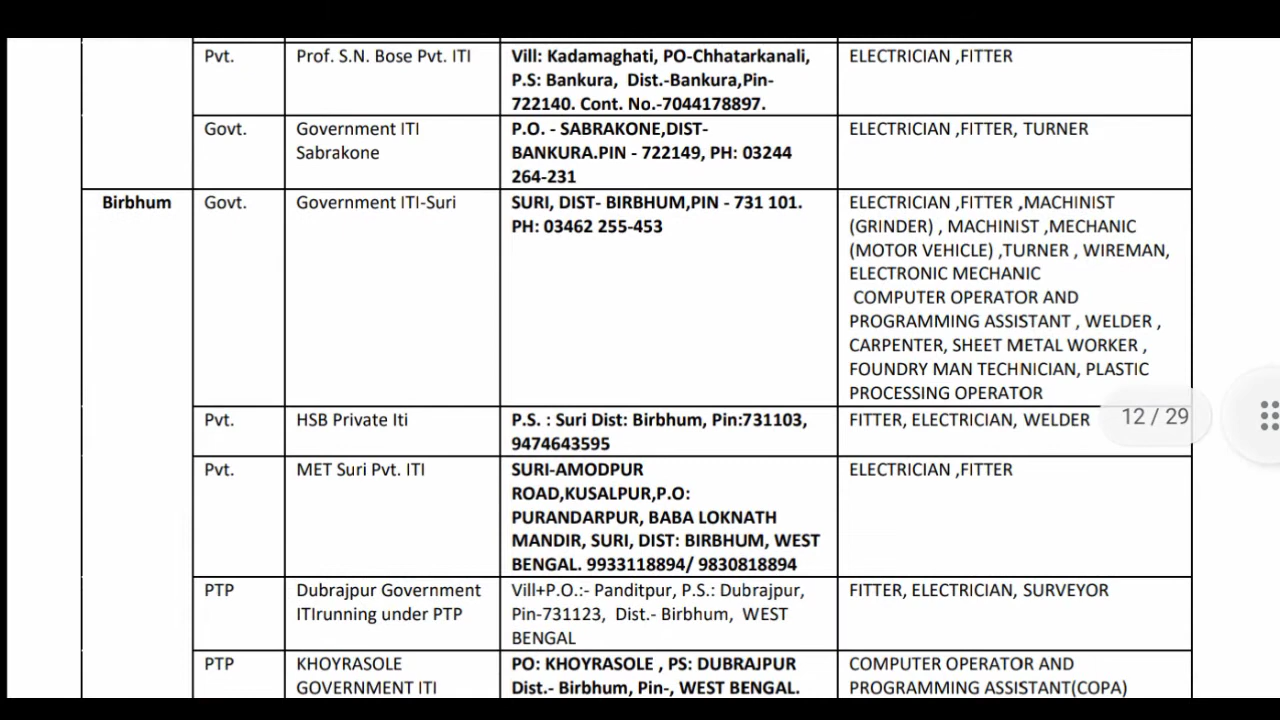 Pvt. Prof. S.N. Bose Pvt. ITI Vill: Kadamaghati, PO-Chhatarkanali, ELECTRICIAN ,FITTER
P.S: Bankura, Dist.-Bankura,Pin-
722140. Cont. No.-7044178897.
Govt. Government ITI P.O. - SABRAKONE,DIST- ELECTRICIAN ,FITTER, TURNER
Sabrakone BANKURA.PIN - 722149, PH: 03244
264-231
Birbhum Govt. Government ITI-Suri SURI, DIST- BIRBHUM,PIN - 731 101. ELECTRICIAN ,FITTER ,MACHINIST
PH: 03462 255-453 (GRINDER) , MACHINIST ,MECHANIC
(MOTOR VEHICLE) ,TURNER , WIREMAN,
ELECTRONIC MECHANIC
COMPUTER OPERATOR AND
PROGRAMMING ASSISTANT , WELDER ,
CARPENTER, SHEET METAL WORKER ,
FOUNDRY MAN TECHNICIAN, PLASTIC
PROCESSING OPERATOR
Pvt. HSB Private Iti P.S. : Suri Dist: Birbhum, Pin:731103, FITTER, ELECTRICIAN, WELDER 12 / 29
9474643595
Pvt. MET Suri Pvt. ITI SURI-AMODPUR ELECTRICIAN ,FITTER
ROAD,KUSALPUR,P.O:
PURANDARPUR, BABA LOKNATH
MANDIR, SURI, DIST: BIRBHUM, WEST
BENGAL. 9933118894/ 9830818894
PTP Dubrajpur Government Vill+P.O.:- Panditpur, P.S.: Dubrajpur, FITTER, ELECTRICIAN, SURVEYOR
ITIrunning under PTP Pin-731123, Dist.- Birbhum, WEST
BENGAL
PTP KHOYRASOLE PO: KHOYRASOLE , PS: DUBRAJPUR COMPUTER OPERATOR AND
GOVERNMENT ITI Dist.- Birbhum, Pin-, WEST BENGAL. PROGRAMMING ASSISTANT(COPA)